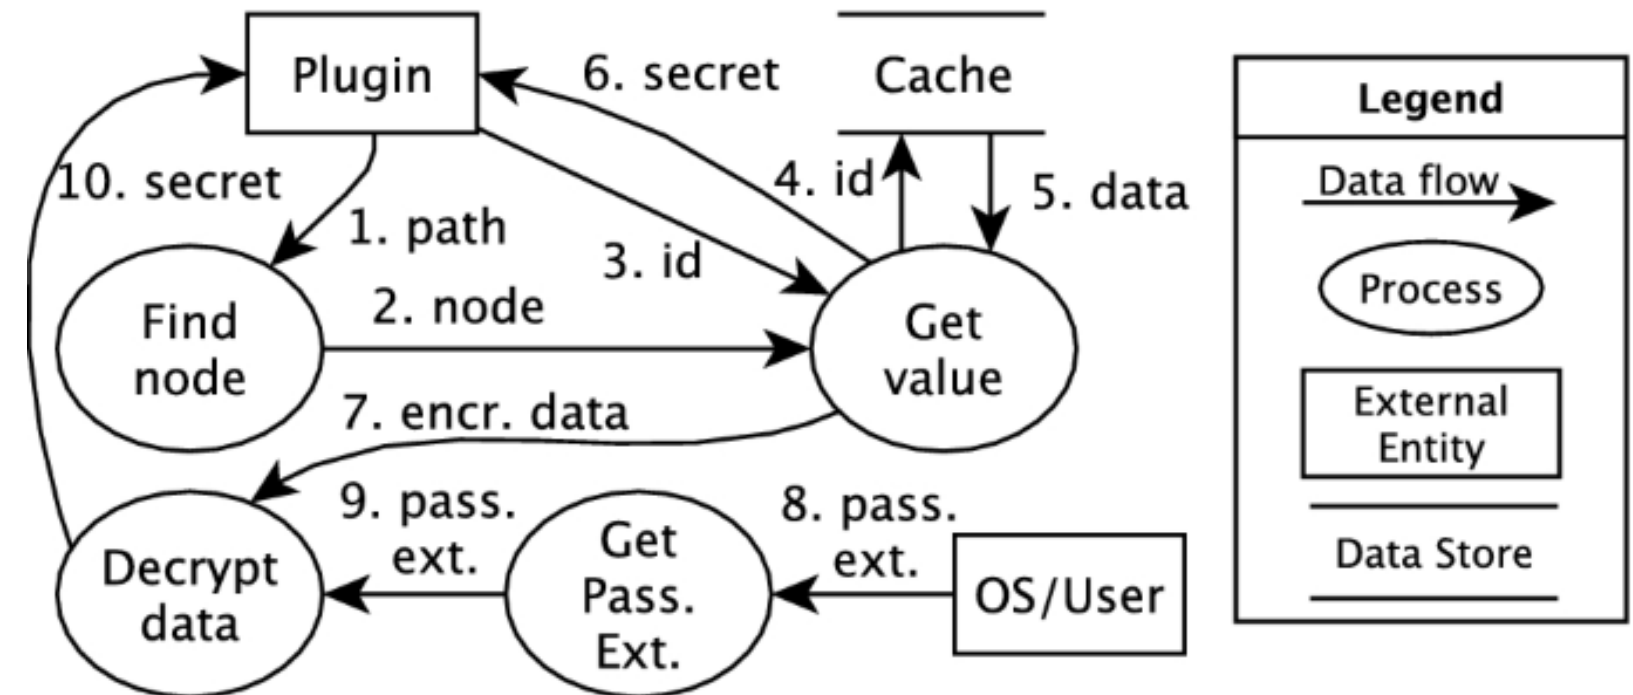 Plugin
6. secret
Cache
10. secret
1. path
4. id
5. data
3. id
2. node
Find
node
Get
value
7. encr. data
9. pass.
ext.
8. pass.
ext.
Decrypt
data
Get
Pass.
Ext.
OS/User
Legend
Data flow
Process
External
Entity
Data Store